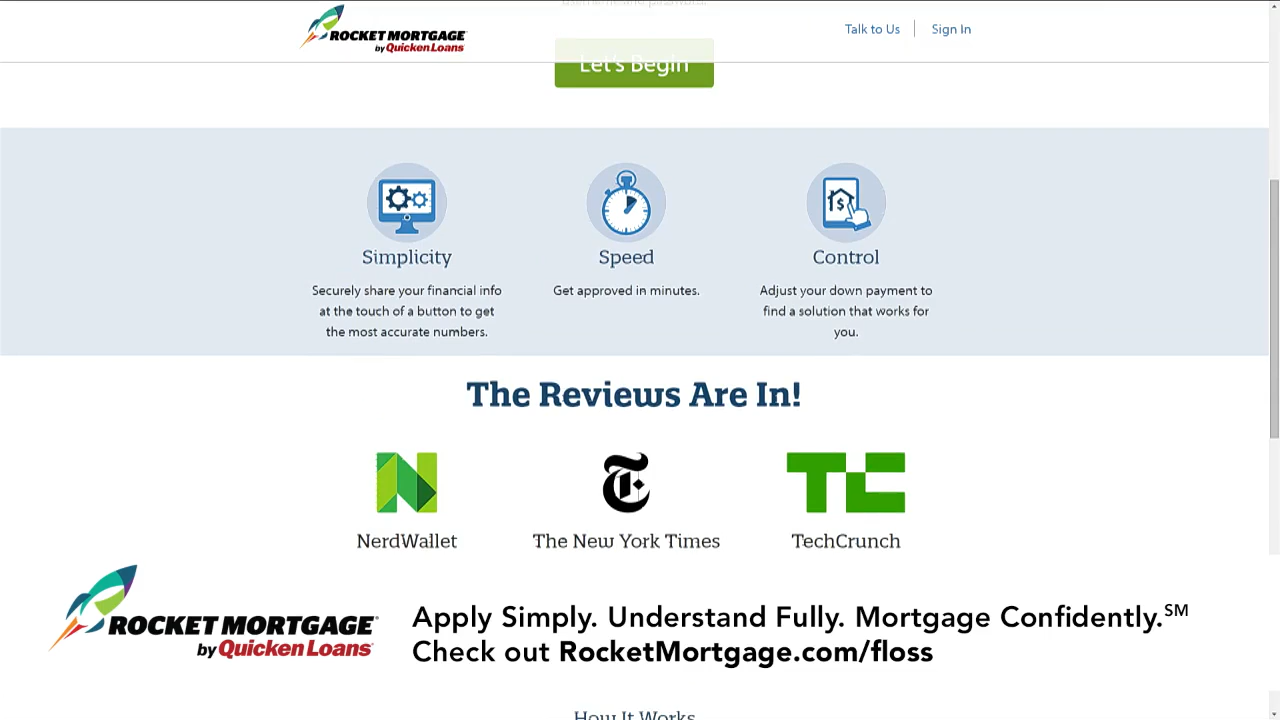 username and password.
ROCKET MORTGAGE
by Quicken Loans
Talk to Us
Sign In
Let's Begin
Simplicity
Speed
Control
Securely share your financial info
at the touch of a button to get
the most accurate numbers.
Get approved in minutes.
Adjust your down payment to
find a solution that works for
you.
The Reviews Are In!
NerdWallet
The New York Times
TechCrunch
ROCKET MORTGAGE
by Quicken Loans
Apply Simply. Understand Fully. Mortgage Confidently.℠
Check out RocketMortgage.com/floss
How It Works